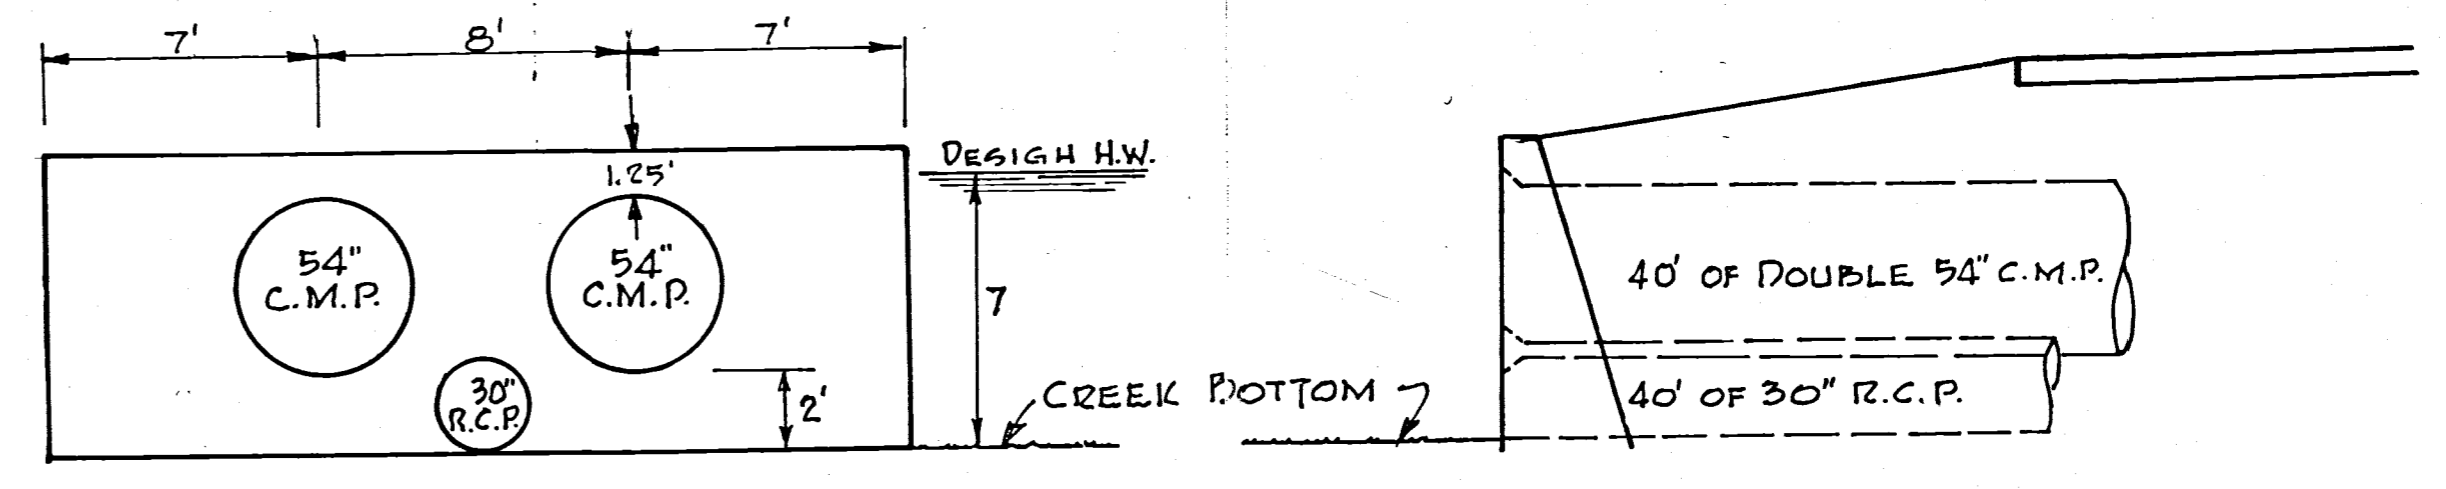 7' 8' 7'
1.25'
DESIGH H.W.
54"
C.M.P.
54"
C.M.P.
7
30"
R.C.P.
2'
CREEK BOTTOM
40' OF DOUBLE 54" C.M.P.
40' OF 30" R.C.P.